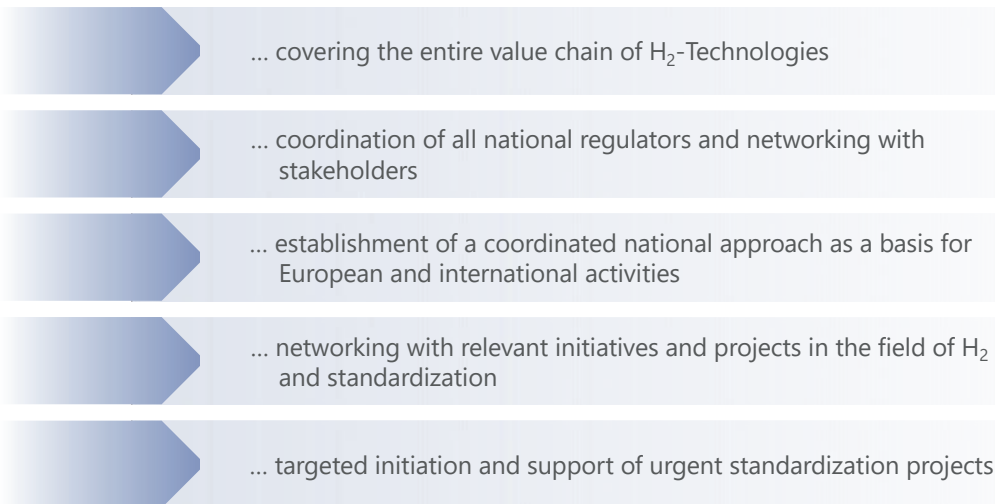 ... covering the entire value chain of H₂-Technologies
... coordination of all national regulators and networking with
stakeholders
... establishment of a coordinated national approach as a basis for
European and international activities
... networking with relevant initiatives and projects in the field of H₂
and standardization
... targeted initiation and support of urgent standardization projects